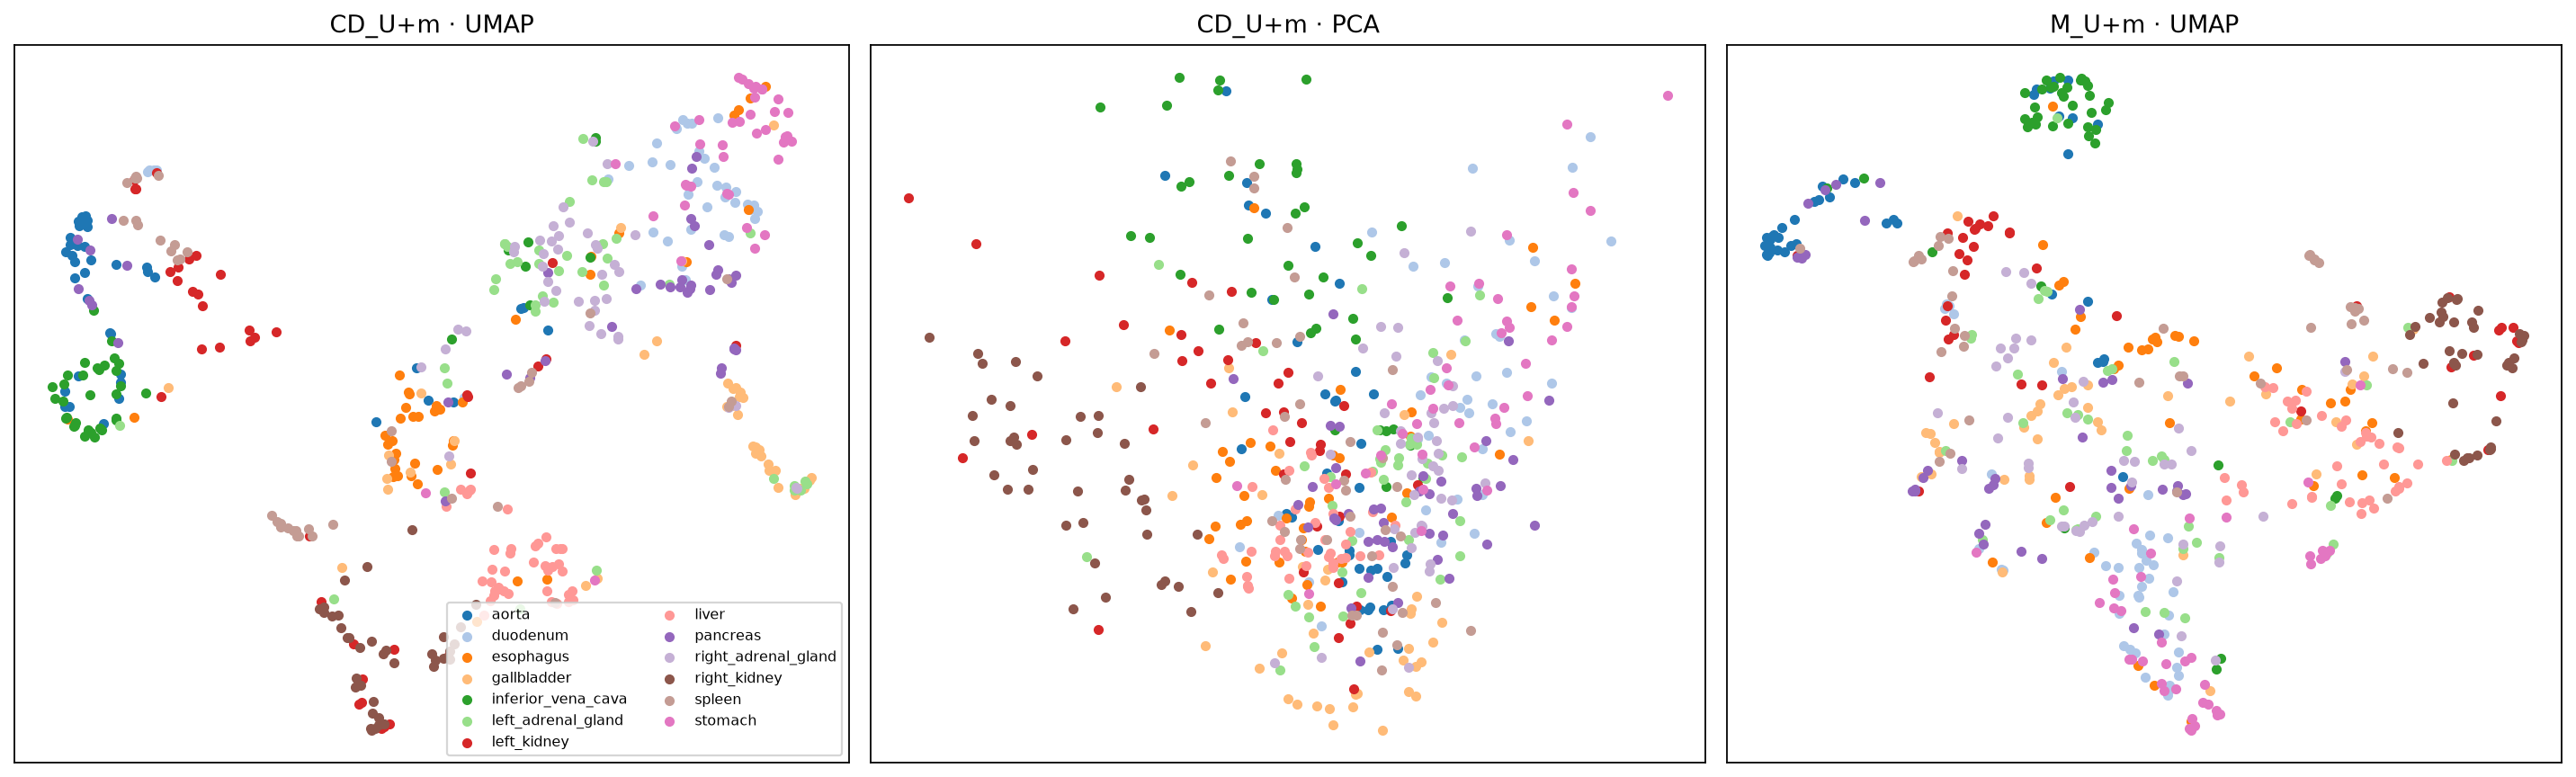 CD_U+m · UMAP
CD_U+m · PCA
M_U+m · UMAP
aorta
duodenum
esophagus
gallbladder
inferior_vena_cava
left_adrenal_gland
left_kidney
liver
pancreas
right_adrenal_gland
right_kidney
spleen
stomach